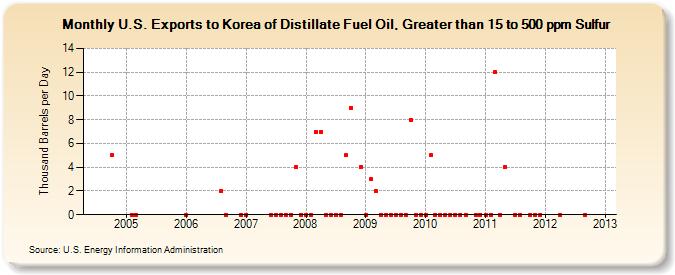 Monthly U.S. Exports to Korea of Distillate Fuel Oil, Greater than 15 to 500 ppm Sulfur
Thousand Barrels per Day
14
12
10
8
6
4
2
0
2005 2006 2007 2008 2009 2010 2011 2012 2013
Source: U.S. Energy Information Administration